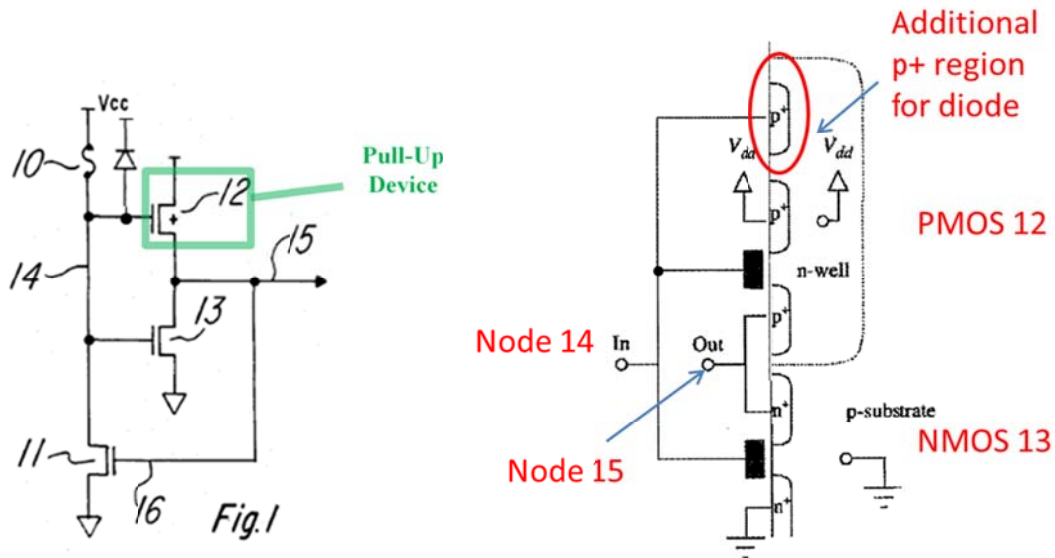 Vcc
10
Pull-Up
Device
12
15
14
13
11
16
Fig.1
Additional
p+ region
for diode
p+
Vdd
Vdd
p+
PMOS 12
n-well
p+
Node 14
In
Out
n+
p-substrate
NMOS 13
Node 15
n+